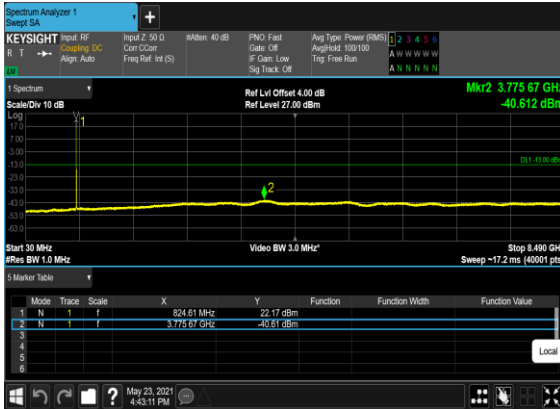 Spectrum Analyzer 1
Swept SA
+
KEYSIGHT Input: RF Input Z: 50 Ω #Atten: 40 dB PNO: Fast Avg Type: Power (RMS) 1 2 3 4 5 6
R T Coupling: DC Corr CCorr Gate: Off Avg|Hold: 100/100 A W W W W W
Align: Auto Freq Ref: Int (S) IF Gain: Low Trig: Free Run
Sig Track: Off A N N N N N
1 Spectrum Ref Lvl Offset 4.00 dB Mkr2 3.775 67 GHz
Scale/Div 10 dB Ref Level 27.00 dBm -40.612 dBm
Log
17.0
7.00
-3.00
-13.0
-23.0
-33.0
-43.0
-53.0
-63.0
1
DL1 -13.00 dBm
2
Start 30 MHz Video BW 3.0 MHz* Stop 8.490 GHz
#Res BW 1.0 MHz Sweep ~17.2 ms (40001 pts)
5 Marker Table
Mode Trace Scale X Y Function Function Width Function Value
1 N 1 f 824.61 MHz 22.17 dBm
2 N 1 f 3.775 67 GHz -40.61 dBm
3
4
5
6
Local
? May 23, 2021
4:43:11 PM